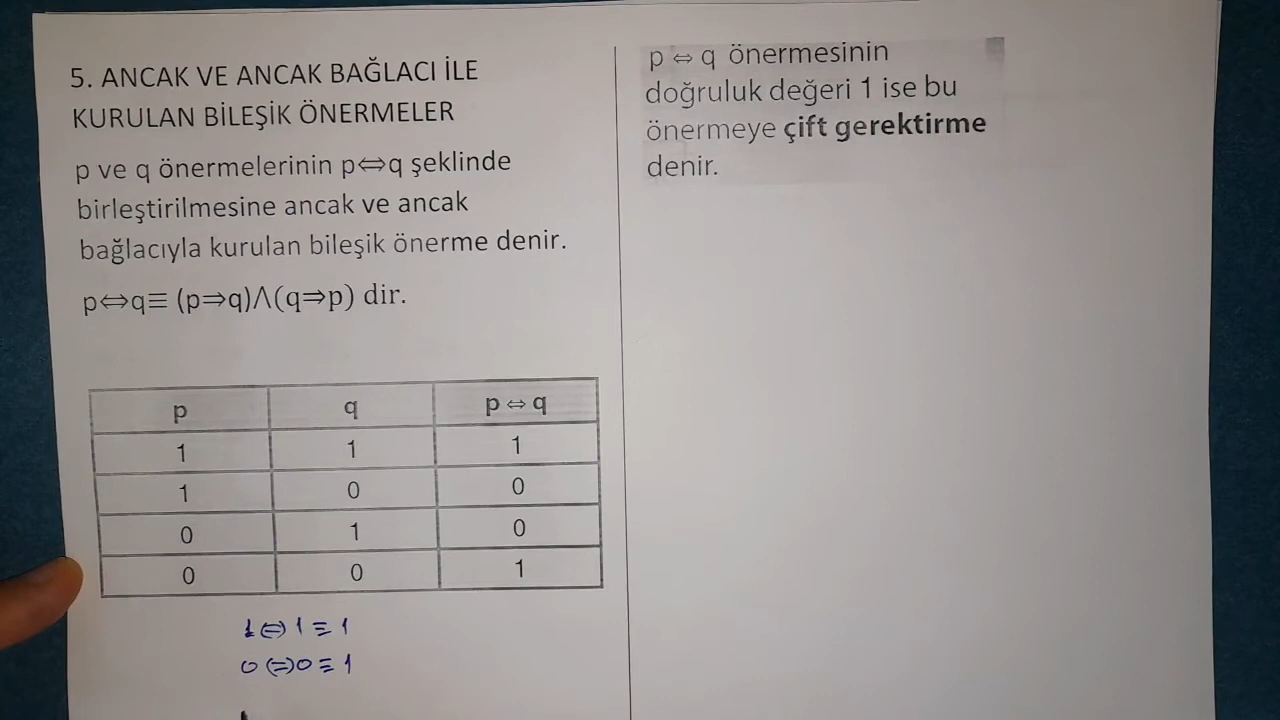 5. ANCAK VE ANCAK BAĞLACI İLE
KURULAN BİLEŞİK ÖNERMELER
p ve q önermelerinin p⇔q şeklinde
birleştirilmesine ancak ve ancak
bağlacıyla kurulan bileşik önerme denir.
p⇔q≡ (p⇒q)⋀(q⇒p) dir.
p q p ⇔ q
1 1 1
1 0 0
0 1 0
0 0 1
1 ⇔ 1 ≡ 1
0 ⇔ 0 ≡ 1
p ⇔ q önermesinin
doğruluk değeri 1 ise bu
önermeye çift gerektirme
denir.